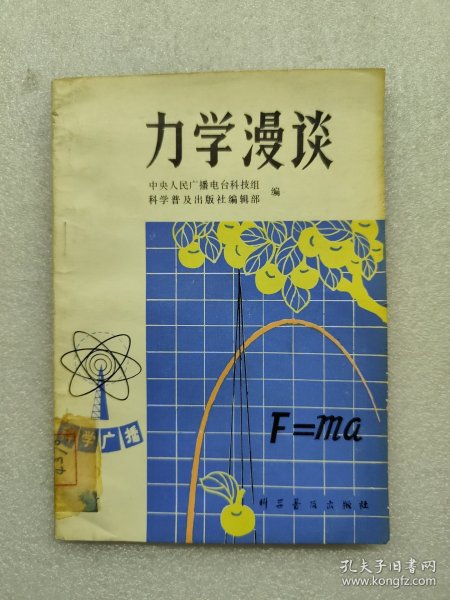 力学漫谈
中央人民广播电台科技组
科学普及出版社编辑部
编
F=ma
学广播
科学普及出版社
孔夫子旧书网
www.kongfz.com